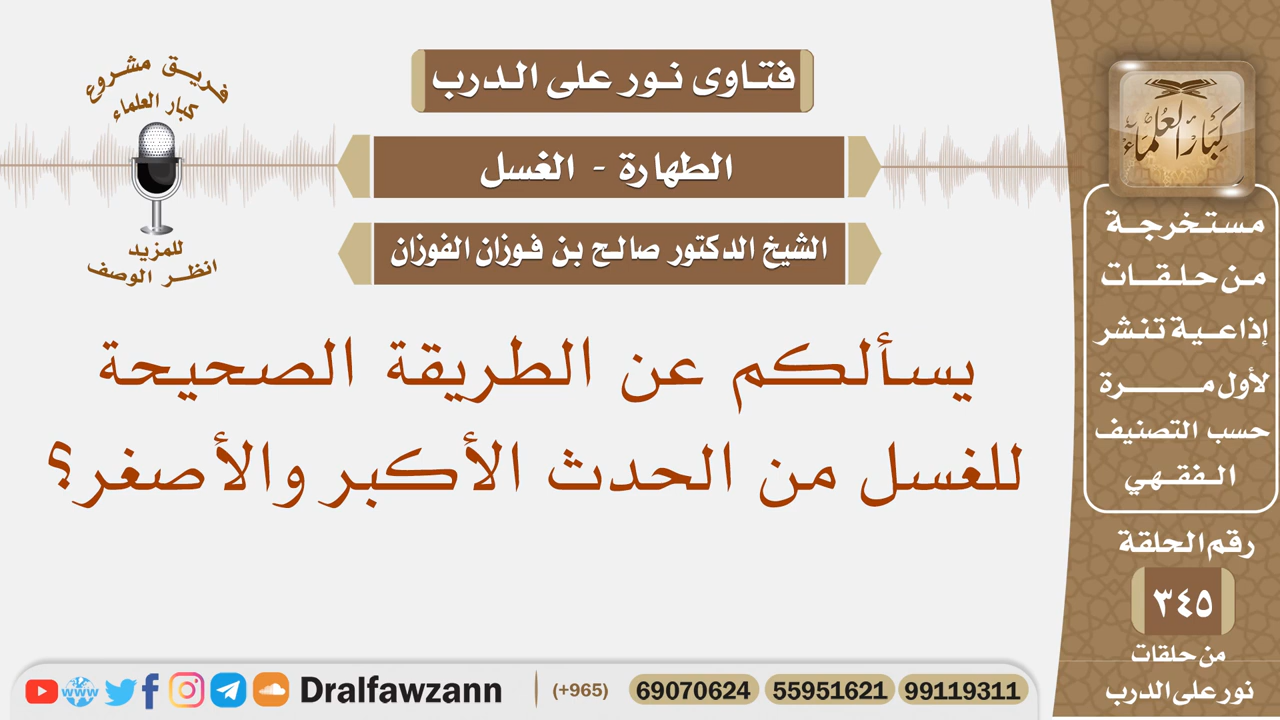 فتاوى نور على الدرب
الطهارة - الغسل
الشيخ الدكتور صالح بن فوزان الفوزان
فريق مشروع
كبار العلماء
للمزيد
انظر الوصف
يسألكم عن الطريقة الصحيحة
للغسل من الحدث الأكبر والأصغر؟
كبار العلماء
مستخرجة
من حلقات
إذاعية تنشر
لأول مرة
حسب التصنيف
الفقهي
رقم الحلقة
٣٤٥
من حلقات
نور على الدرب
www Dralfawzann (+965) 69070624 55951621 99119311